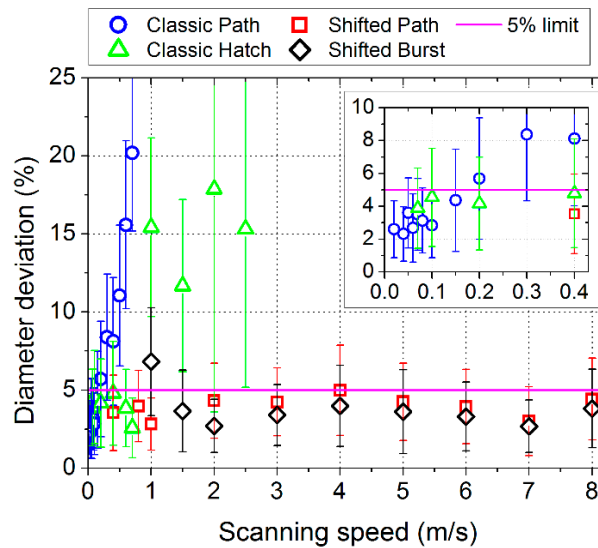 Classic Path Shifted Path 5% limit
Classic Hatch Shifted Burst
25
20
15
10
5
0
Diameter deviation (%)
0 1 2 3 4 5 6 7 8
Scanning speed (m/s)
10
8
6
4
2
0
0.0 0.1 0.2 0.3 0.4